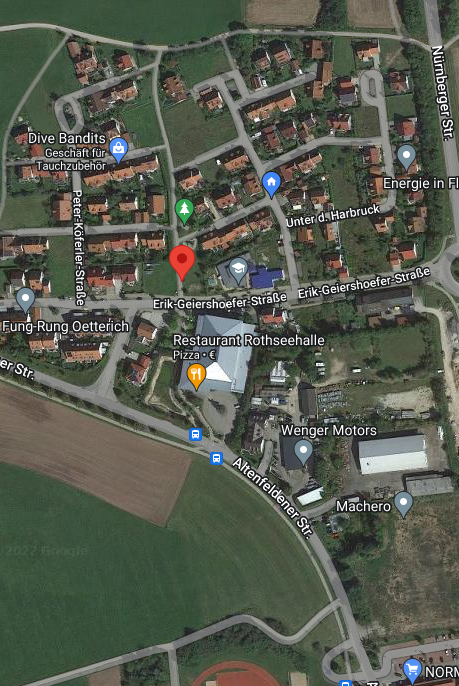 Nürnberger Str.
Dive Bandits
Geschäft für
Tauchzubehör
Energie in Fl
Peter-Köferler-Straße
Unter d. Harbruck
Erik-Geiershoefer-Straße
Erik-Geiershoefer-Straße
Fung Rung Oetterich
Restaurant Rothseehalle
Pizza • €
er Str.
Wenger Motors
Altenfeldener Str.
Machero
2022 Google
NORM